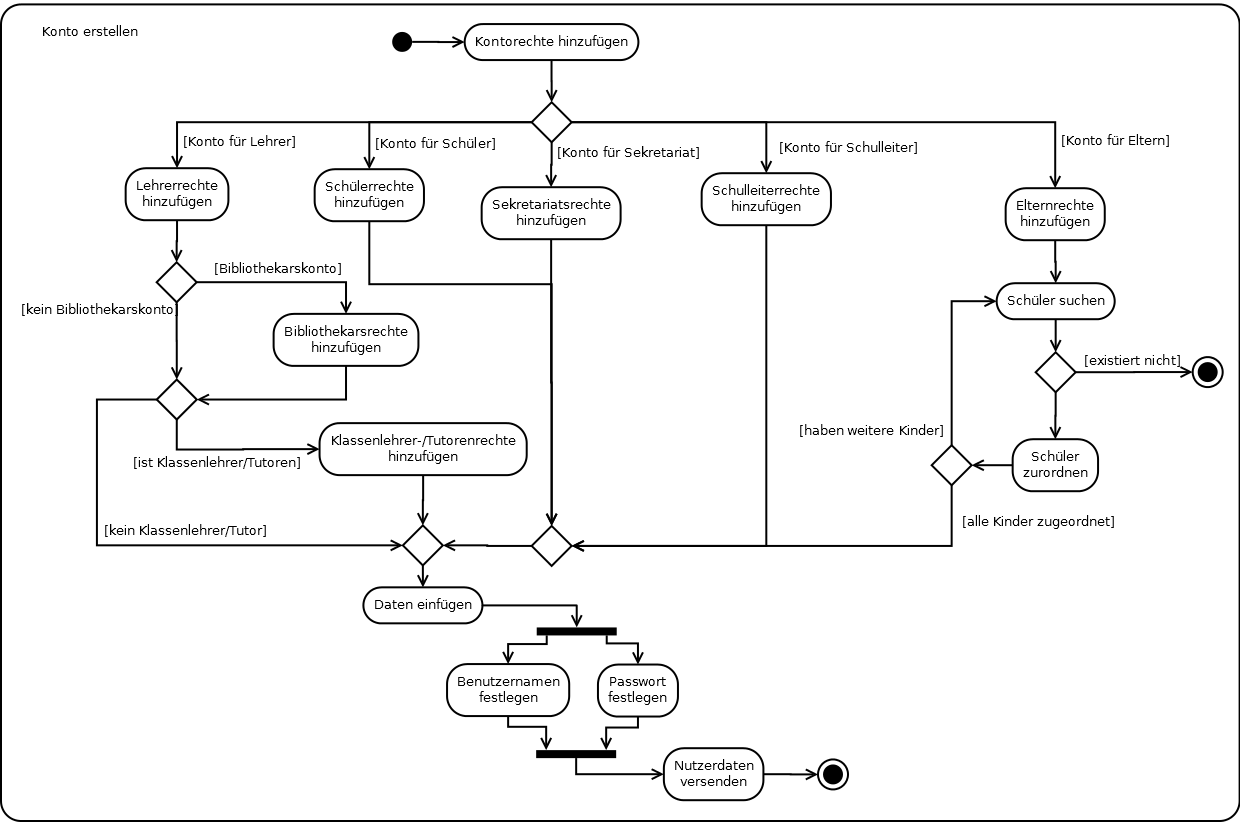 Konto erstellen
Kontorechte hinzufügen
[Konto für Lehrer]
[Konto für Schüler]
[Konto für Sekretariat]
[Konto für Schulleiter]
[Konto für Eltern]
Lehrerrechte
hinzufügen
Schülerrechte
hinzufügen
Sekretariatsrechte
hinzufügen
Schulleiterrechte
hinzufügen
Elternrechte
hinzufügen
[Bibliothekarskonto]
[kein Bibliothekarskonto]
Bibliothekarsrechte
hinzufügen
Schüler suchen
[existiert nicht]
[haben weitere Kinder]
Schüler
zurordnen
Klassenlehrer-/Tutorenrechte
hinzufügen
[ist Klassenlehrer/Tutoren]
[kein Klassenlehrer/Tutor]
[alle Kinder zugeordnet]
Daten einfügen
Benutzernamen
festlegen
Passwort
festlegen
Nutzerdaten
versenden